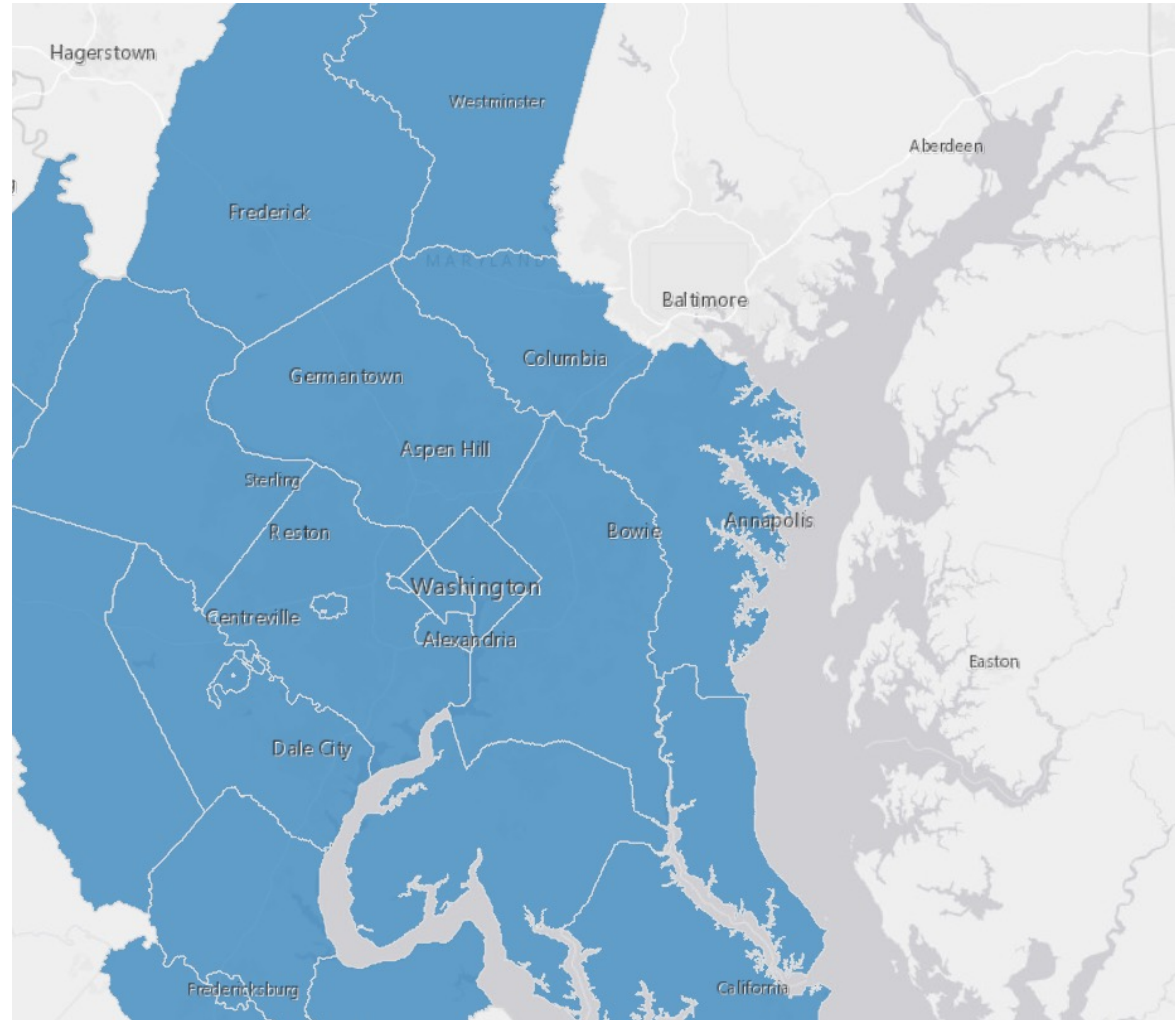 Hagerstown
Westminster
Aberdeen
Frederick
MARYLAND
Baltimore
Columbia
Germantown
Aspen Hill
Sterling
Reston
Bowie
Annapolis
Washington
Centreville
Alexandria
Easton
Dale City
Fredericksburg
California